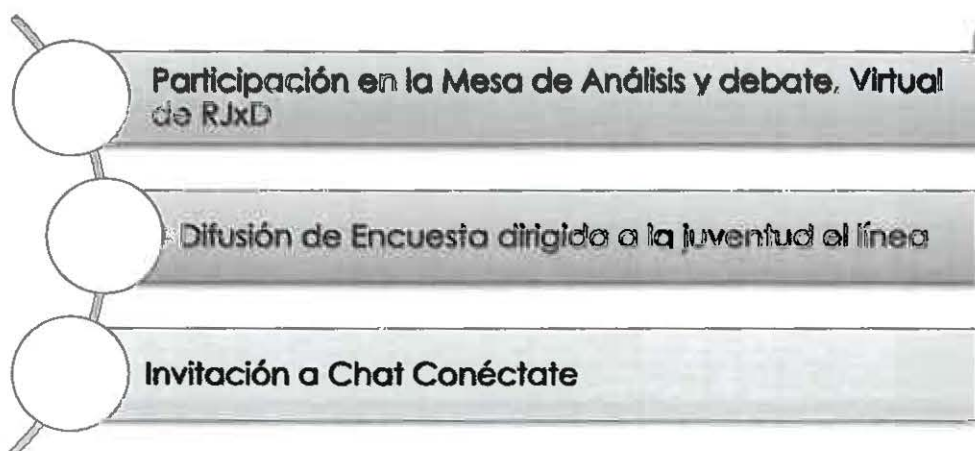 Participación en la Mesa de Análisis y debate. Virtual
de RJxD
Difusión de Encuesta dirigido a la juventud el línea
Invitación a Chat Conéctate